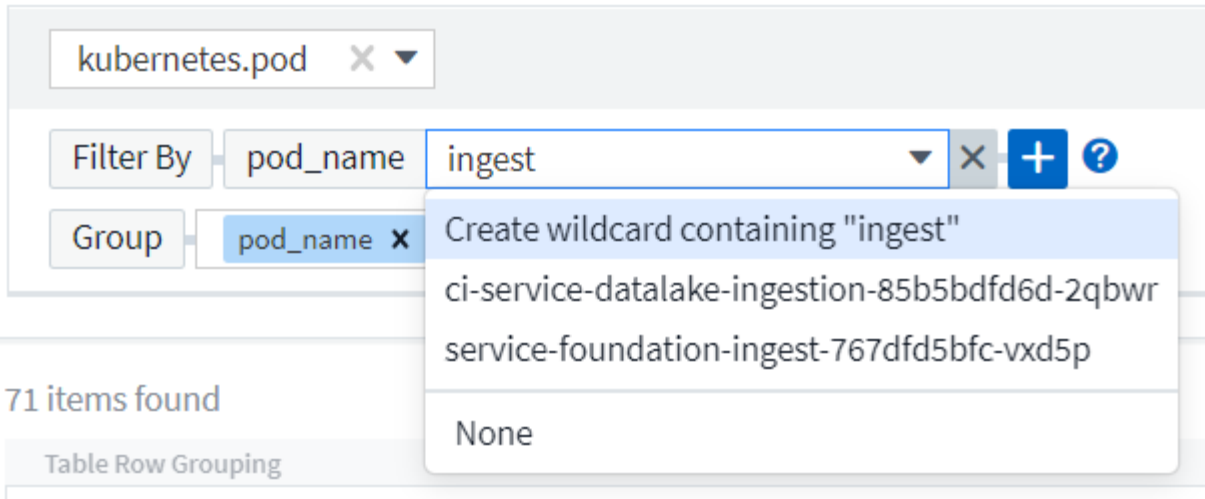 kubernetes.pod
Filter By pod_name ingest
Group pod_name
Create wildcard containing "ingest"
ci-service-datalake-ingestion-85b5bdfd6d-2qbwr
service-foundation-ingest-767dfd5bfc-vxd5p
None
71 items found
Table Row Grouping